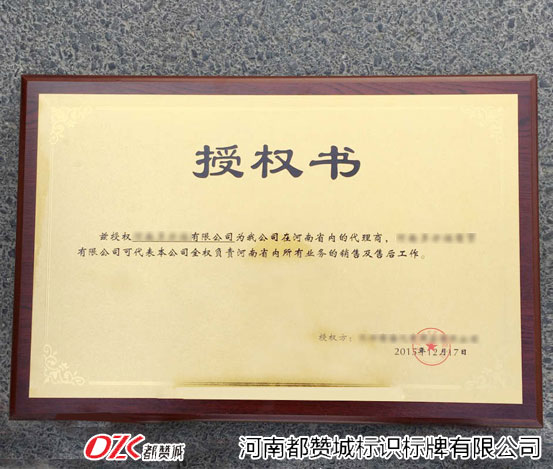 授权书
兹授权有限公司为我公司在河南省内的代理商，
有限公司可代表本公司全权负责河南省内所有业务的销售及售后工作。
授权方：
2015年12月17日
OZC 都赞城 河南都赞城标识标牌有限公司